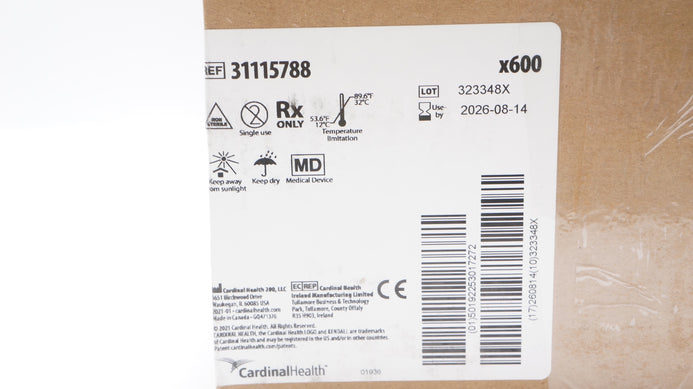 REF 31115788
x600
LOT 323348X
Use-by 2026-08-14
NON STERILE
Single use
Rx ONLY
89.6°F
32°C
53.6°F
12°C
Temperature limitation
Keep away
from sunlight
Keep dry
MD
Medical Device
Cardinal Health 200, LLC
3651 Birchwood Drive
Waukegan, IL 60085 USA
2021-01 - cardinalhealth.com
Made in Canada -
EC REP Cardinal Health
Ireland Manufacturing Limited
Tullamore Business & Technology
Park, Tullamore, County Offaly
R35 H903, Ireland
CE
© 2021 Cardinal Health. All Rights Reserved.
CARDINAL HEALTH, the Cardinal Health LOGO and KENDALL are trademarks
of Cardinal Health and may be registered in the US and/or in other countries.
Patent cardinalhealth.com/patents.
CardinalHealth™
01936
(01)50192253017272
(17)260814(10)323348X